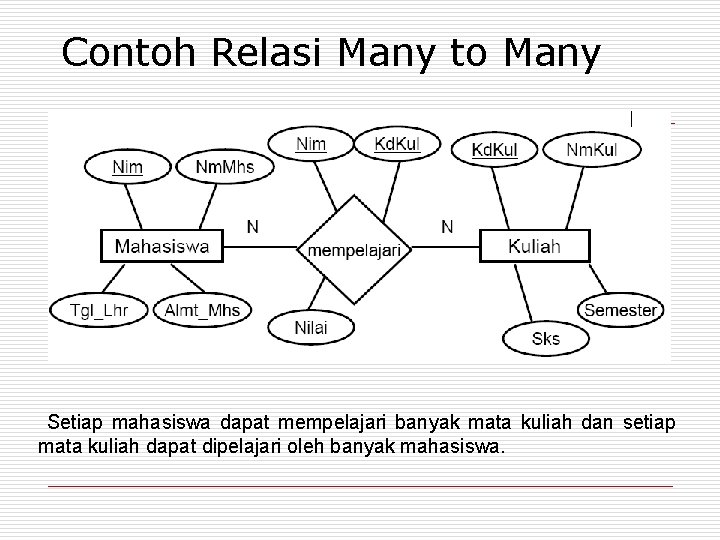 Contoh Relasi Many to Many
Nim Kd.Kul
Nim Nm.Mhs Kd.Kul Nm.Kul
N N
Mahasiswa mempelajari Kuliah
Tgl_Lhr Almt_Mhs Nilai Sks Semester
Setiap mahasiswa dapat mempelajari banyak mata kuliah dan setiap
mata kuliah dapat dipelajari oleh banyak mahasiswa.